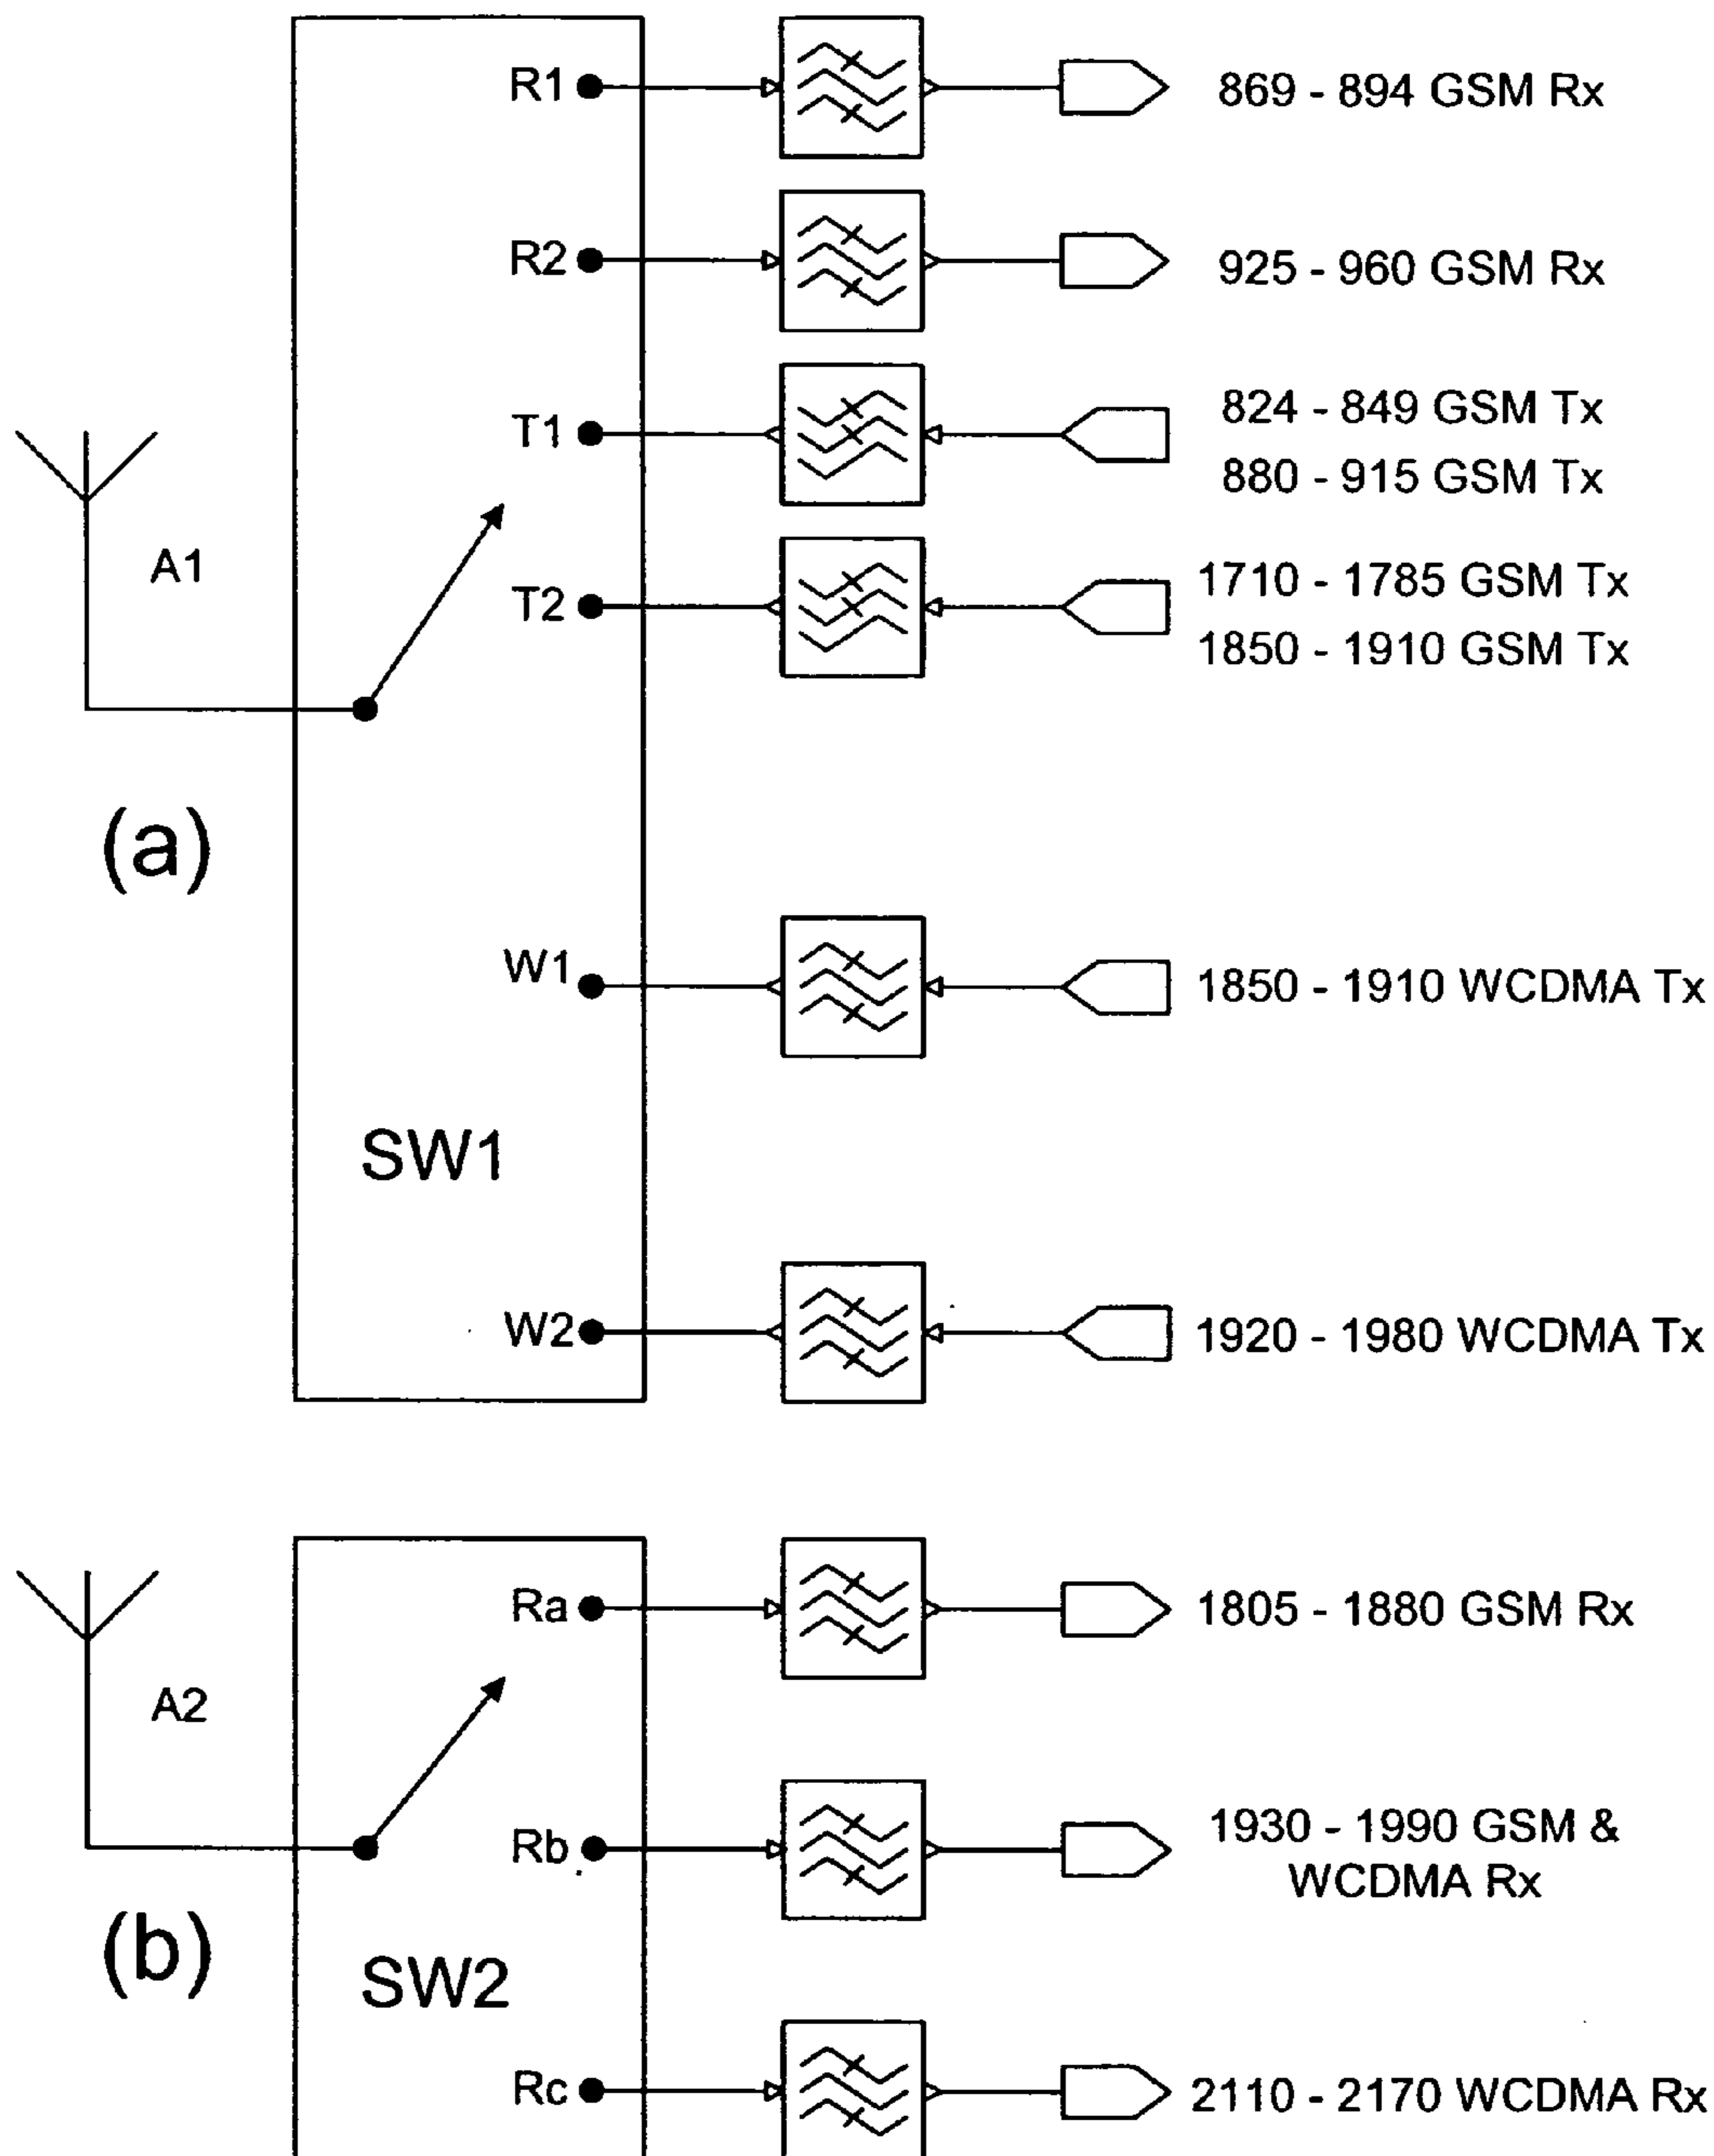 R1
869 - 894 GSM Rx
R2
925 - 960 GSM Rx
T1
824 - 849 GSM Tx
880 - 915 GSM Tx
A1
T2
1710 - 1785 GSM Tx
1850 - 1910 GSM Tx
(a)
W1
1850 - 1910 WCDMA Tx
SW1
W2
1920 - 1980 WCDMA Tx
Ra
1805 - 1880 GSM Rx
A2
Rb
1930 - 1990 GSM &
WCDMA Rx
(b)
SW2
Rc
2110 - 2170 WCDMA Rx